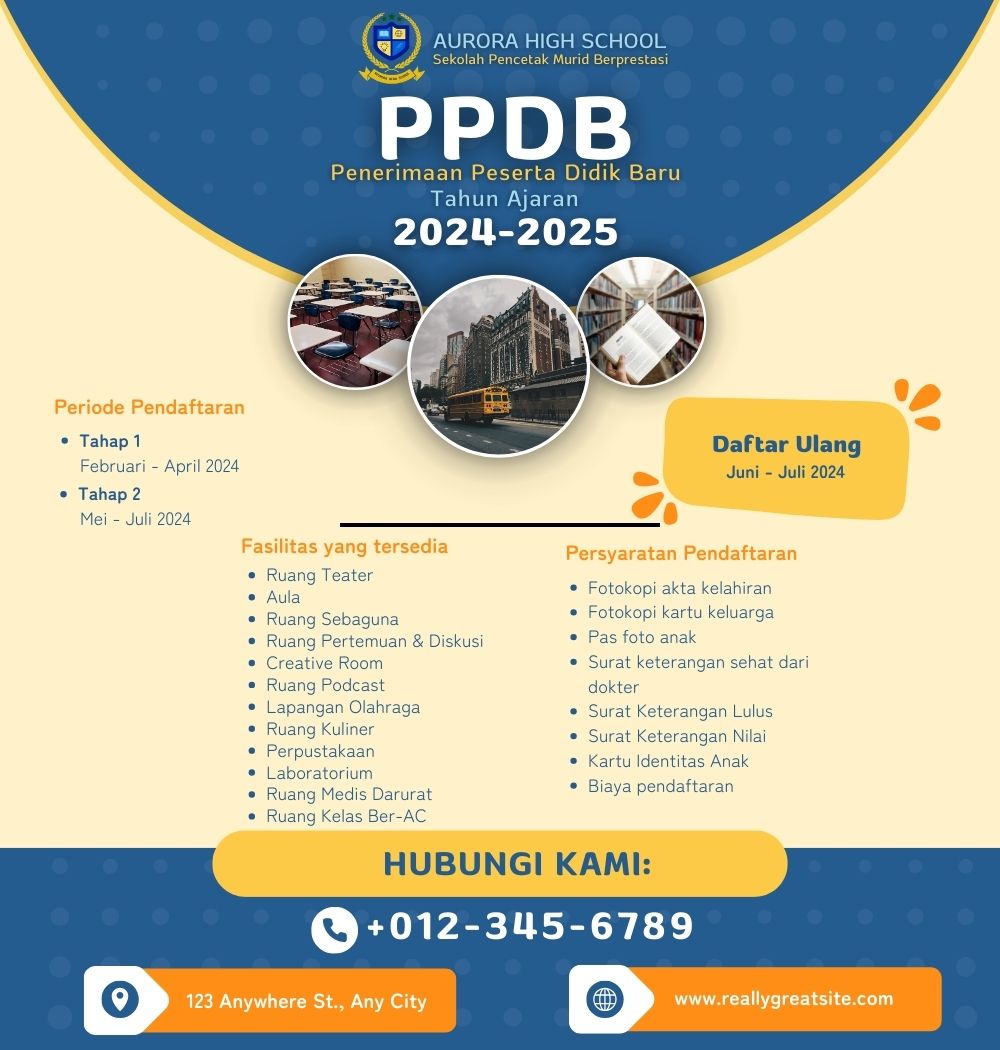 AURORA HIGH SCHOOL
Sekolah Pencetak Murid Berprestasi
PPDB
Penerimaan Peserta Didik Baru
Tahun Ajaran
2024-2025
Periode Pendaftaran
Tahap 1
Februari - April 2024
Tahap 2
Mei - Juli 2024
Daftar Ulang
Juni - Juli 2024
Fasilitas yang tersedia
Ruang Teater
Aula
Ruang Sebaguna
Ruang Pertemuan & Diskusi
Creative Room
Ruang Podcast
Lapangan Olahraga
Ruang Kuliner
Perpustakaan
Laboratorium
Ruang Medis Darurat
Ruang Kelas Ber-AC
Persyaratan Pendaftaran
Fotokopi akta kelahiran
Fotokopi kartu keluarga
Pas foto anak
Surat keterangan sehat dari
dokter
Surat Keterangan Lulus
Surat Keterangan Nilai
Kartu Identitas Anak
Biaya pendaftaran
HUBUNGI KAMI:
+012-345-6789
123 Anywhere St., Any City
www.reallygreatsite.com